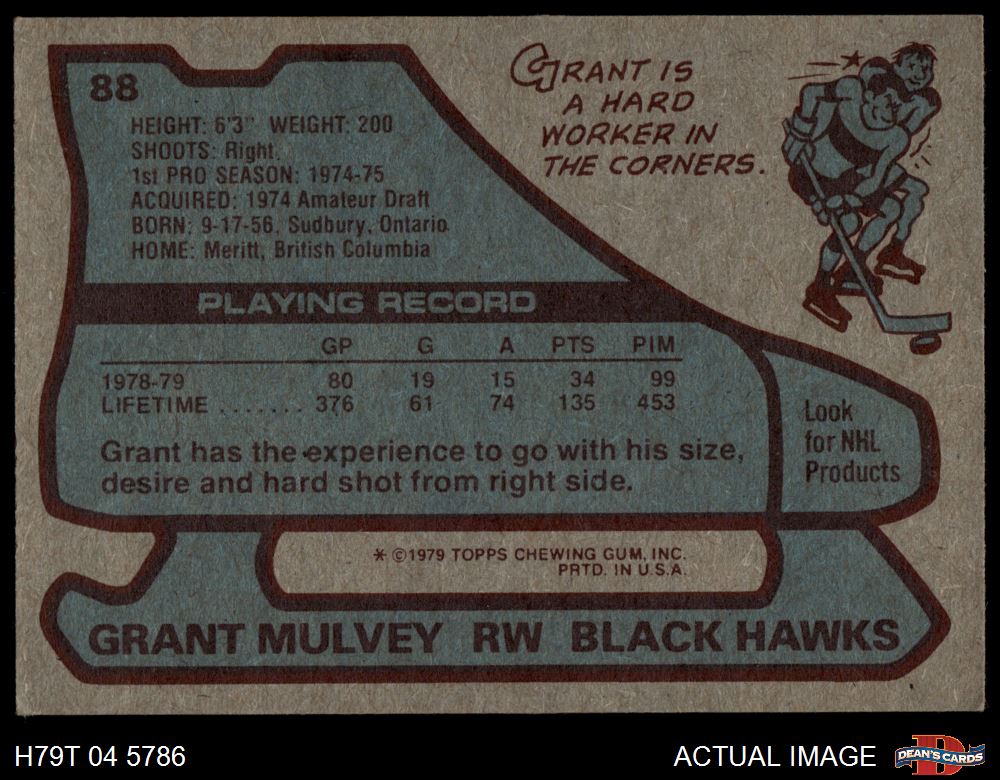 88
HEIGHT: 6'3" WEIGHT: 200
SHOOTS: Right.
1st PRO SEASON: 1974-75
ACQUIRED: 1974 Amateur Draft
BORN: 9-17-56, Sudbury, Ontario
HOME: Meritt, British Columbia
GRANT IS
A HARD
WORKER IN
THE CORNERS.
PLAYING RECORD
GP G A PTS PIM
1978-79 80 19 15 34 99
LIFETIME ....... 376 61 74 135 453
Grant has the experience to go with his size,
desire and hard shot from right side.
Look
for NHL
Products
* ©1979 TOPPS CHEWING GUM, INC.
PRTD. IN U.S.A.
GRANT MULVEY RW BLACK HAWKS
H79T 04 5786 ACTUAL IMAGE
D
DEAN'S CARDS